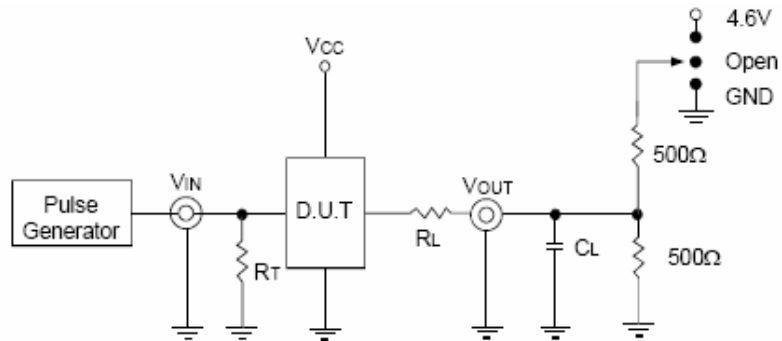 4.6V
Open
GND
VCC
500Ω
Pulse
Generator
VIN
D.U.T
VOUT
RT
RL
CL
500Ω